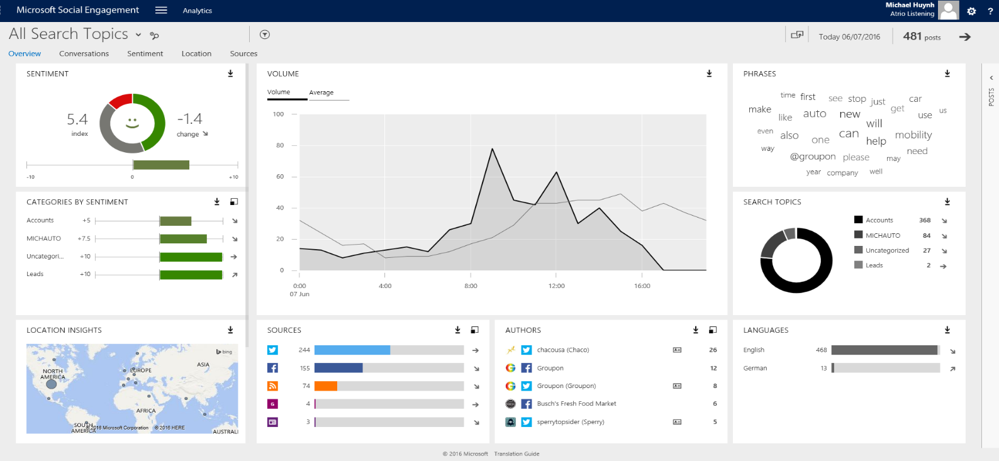 Microsoft Social Engagement
Analytics
Michael Huynh
Atrio Listening
?
All Search Topics
Today 06/07/2016
481 posts
Overview
Conversations
Sentiment
Location
Sources
SENTIMENT
5.4
index
-1.4
change
-10
0
+10
CATEGORIES BY SENTIMENT
Accounts +5
MICHAUTO +7.5
Uncategori... +10
Leads +10
LOCATION INSIGHTS
bing
NORTH AMERICA
EUROPE
ASIA
AFRICA
SOUTH AMERICA
AUSTRALI
© 2016 Microsoft Corporation © 2016 HERE
VOLUME
Volume
Average
100
80
60
40
20
0
0:00
07 Jun
4:00
8:00
12:00
16:00
SOURCES
244
155
74
G 4
3
AUTHORS
chacousa (Chaco) 26
Groupon 12
Groupon (Groupon) 8
Busch's Fresh Food Market 6
sperrytopsider (Sperry) 5
PHRASES
time first see stop just car
make like auto new will get use us
even also one can help mobility
way @groupon please may need
year company well
SEARCH TOPICS
Accounts 368
MICHAUTO 84
Uncategorized 27
Leads 2
LANGUAGES
English 468
German 13
POSTS
© 2016 Microsoft Translation Guide